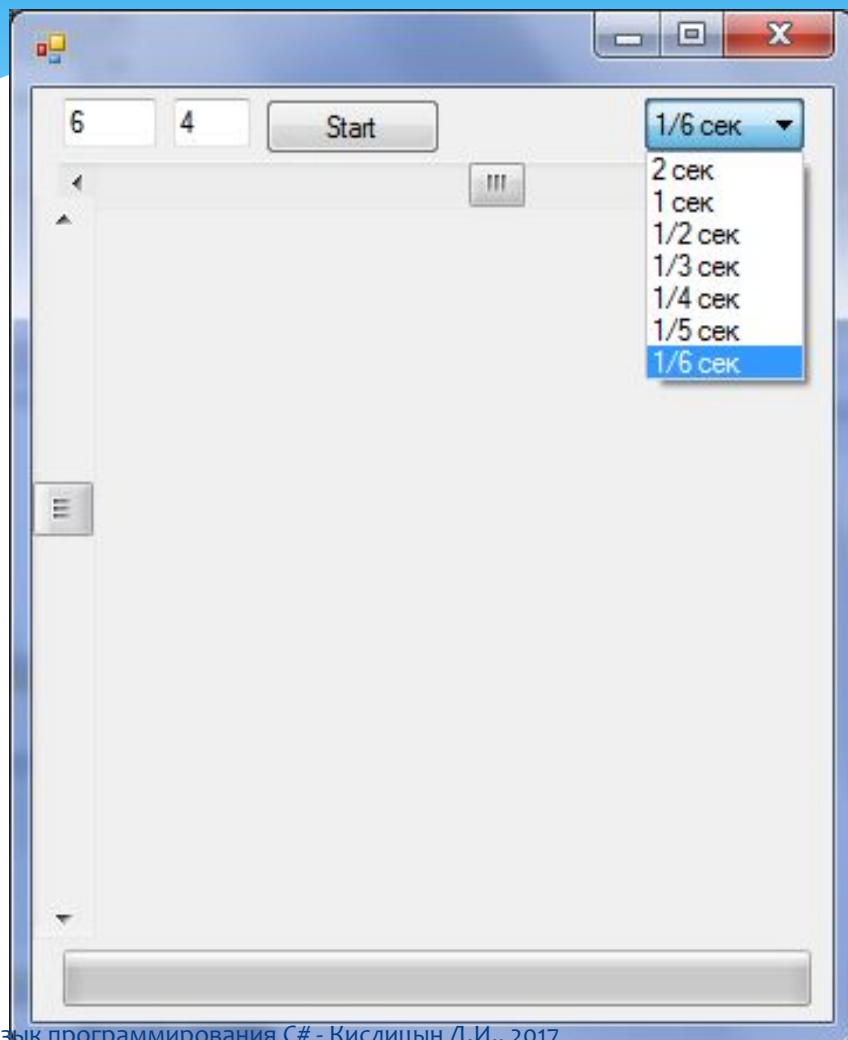 6 4 Start 1/6 сек
2 сек
1 сек
1/2 сек
1/3 сек
1/4 сек
1/5 сек
1/6 сек
программирования C# - Кислицын Д.И., 2017